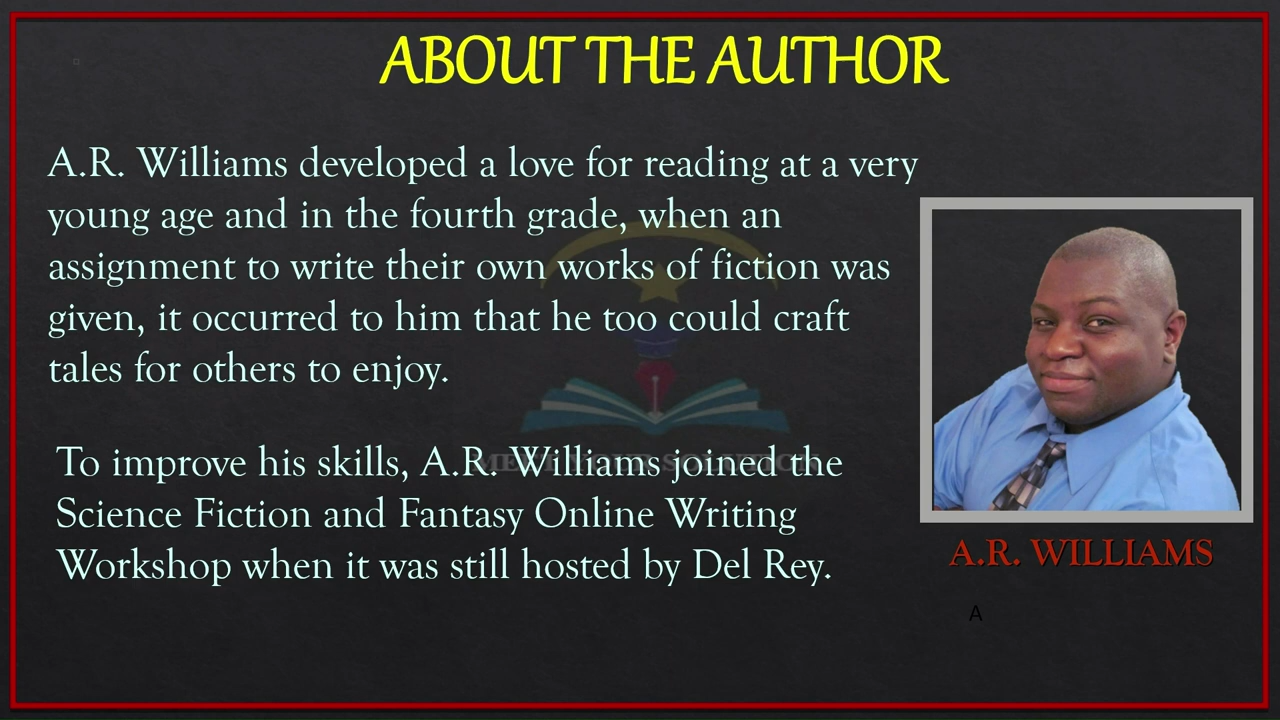 ABOUT THE AUTHOR
A.R. Williams developed a love for reading at a very
young age and in the fourth grade, when an
assignment to write their own works of fiction was
given, it occurred to him that he too could craft
tales for others to enjoy.
To improve his skills, A.R. Williams joined the
Science Fiction and Fantasy Online Writing
Workshop when it was still hosted by Del Rey.
A.R. WILLIAMS
A